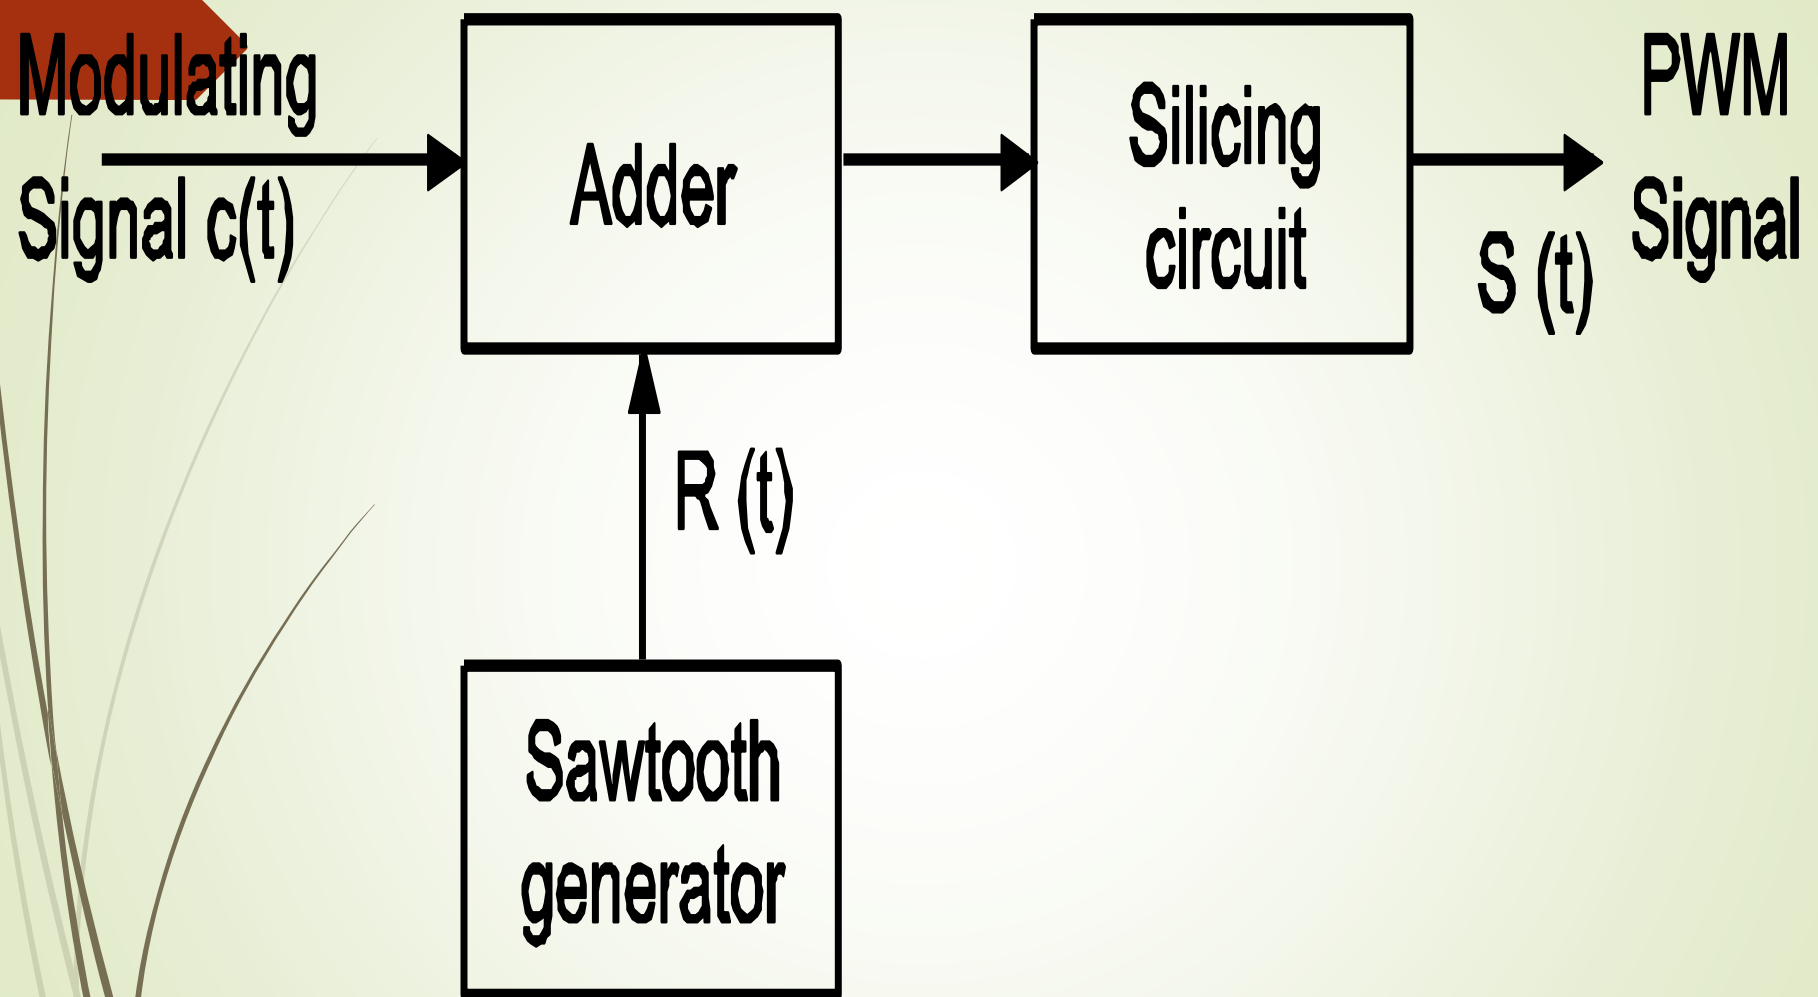 Modulating
Signal c(t)
Adder
Silicing
circuit
S (t)
PWM
Signal
R (t)
Sawtooth
generator